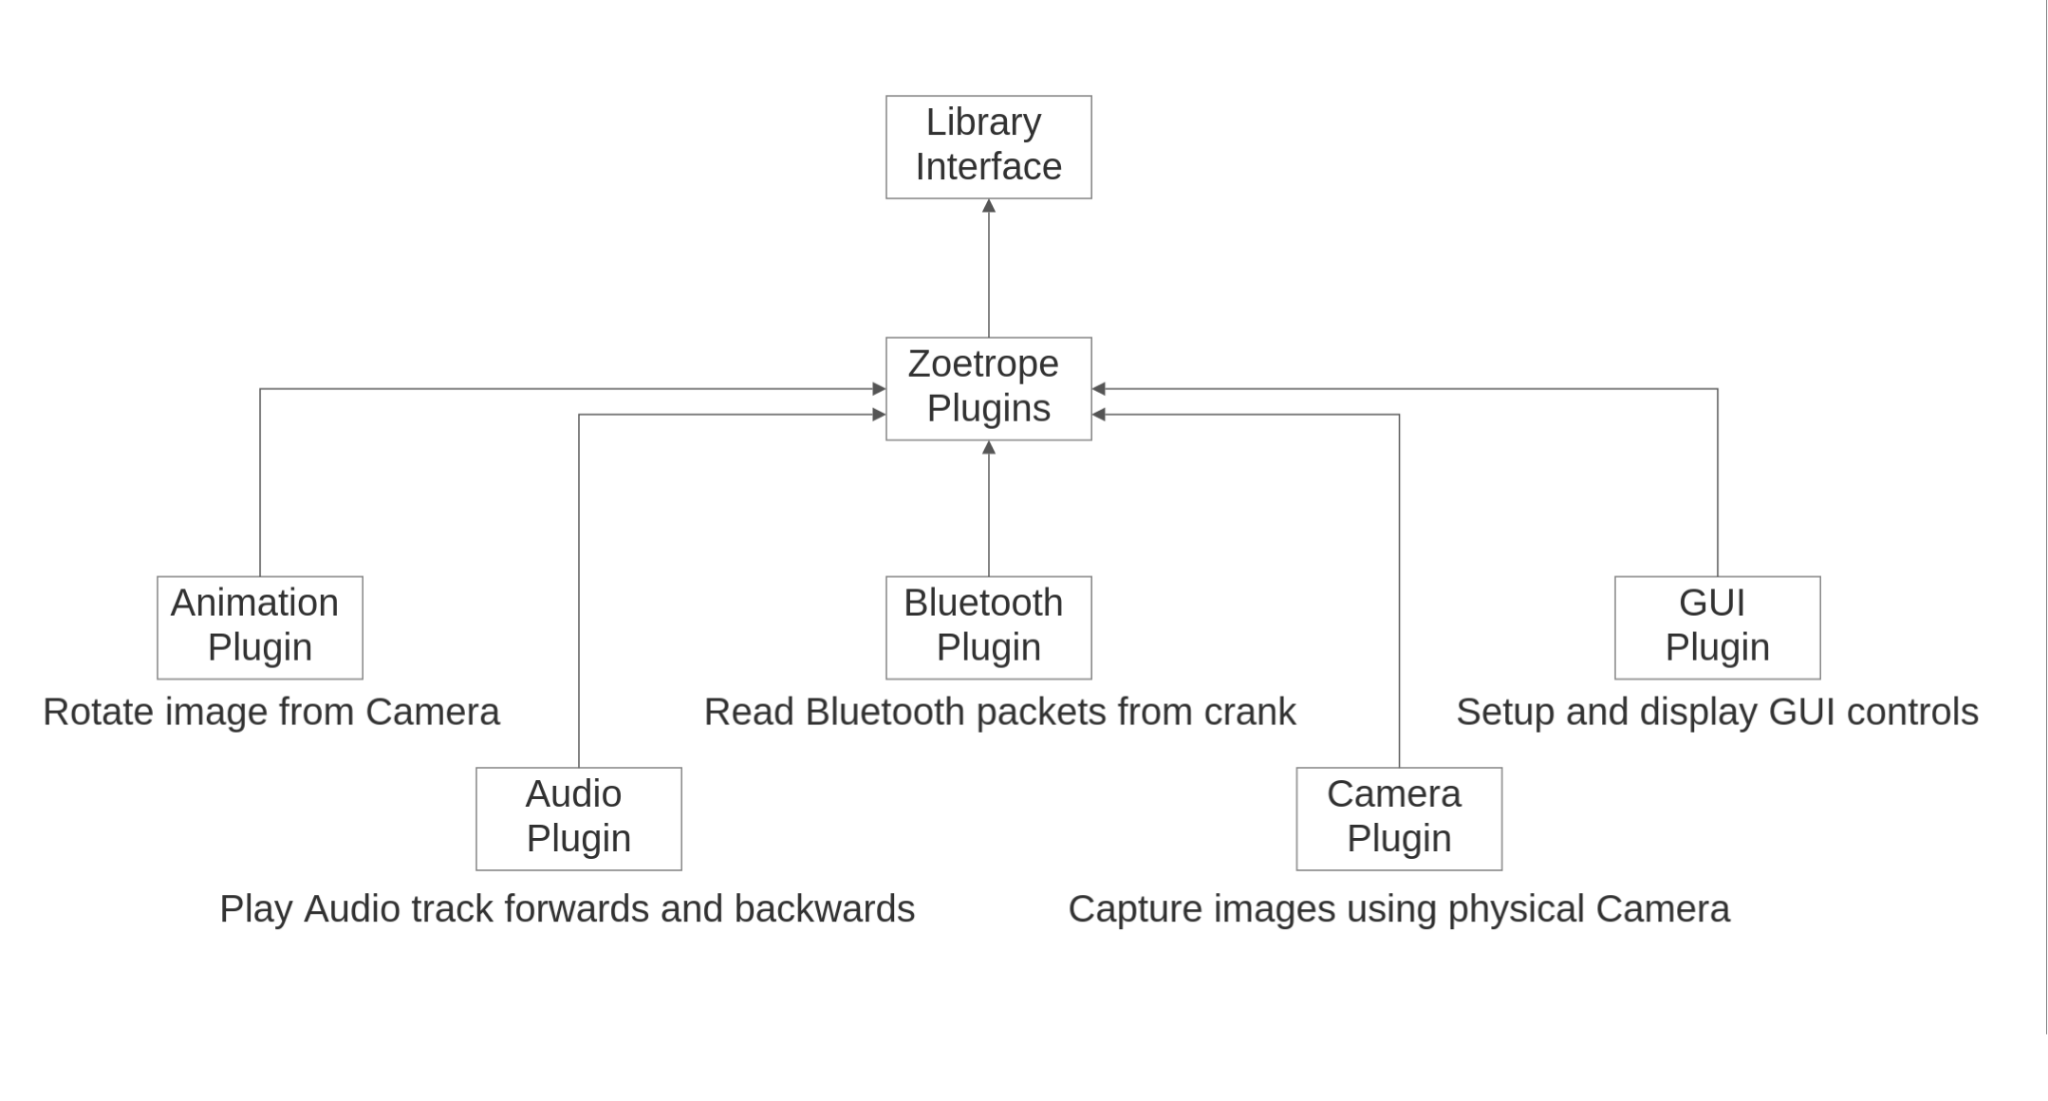 Library
Interface
Zoetrope
Plugins
Animation
Plugin
Rotate image from Camera
Bluetooth
Plugin
Read Bluetooth packets from crank
GUI
Plugin
Setup and display GUI controls
Audio
Plugin
Play Audio track forwards and backwards
Camera
Plugin
Capture images using physical Camera